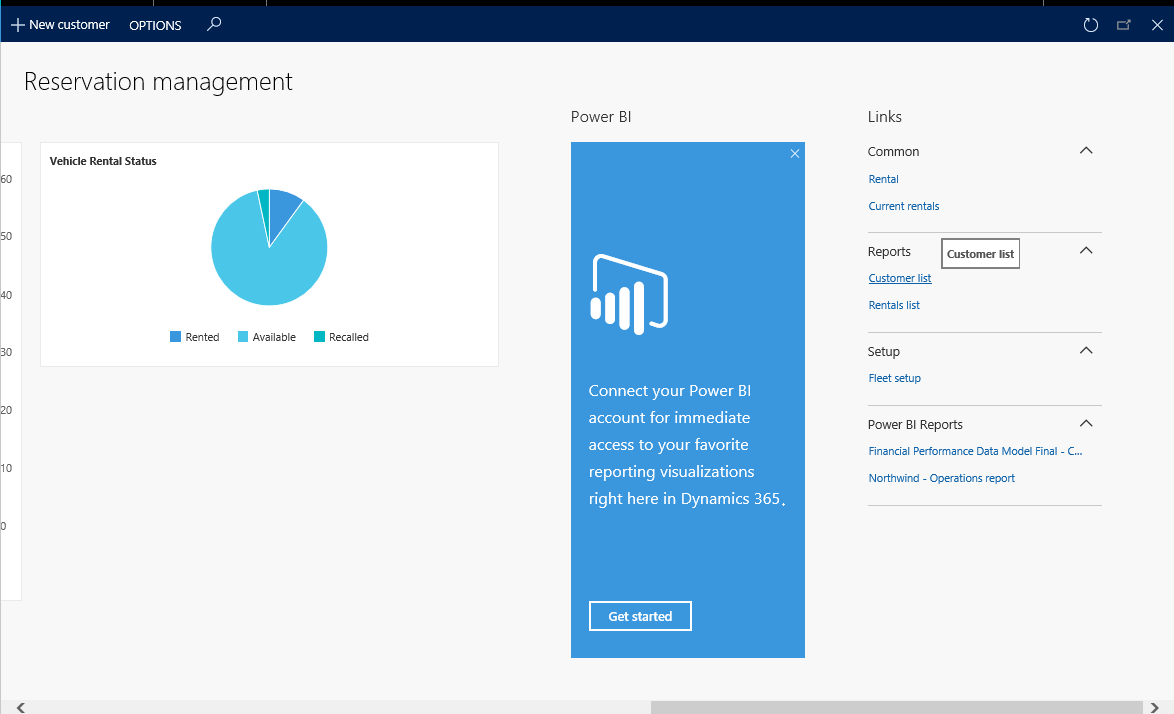 New customer
OPTIONS
Reservation management
60
50
40
30
20
10
0
Vehicle Rental Status
Rented
Available
Recalled
Power BI
Connect your Power BI
account for immediate
access to your favorite
reporting visualizations
right here in Dynamics 365.
Get started
Links
Common
Rental
Current rentals
Reports
Customer list
Customer list
Rentals list
Setup
Fleet setup
Power BI Reports
Financial Performance Data Model Final - C...
Northwind - Operations report